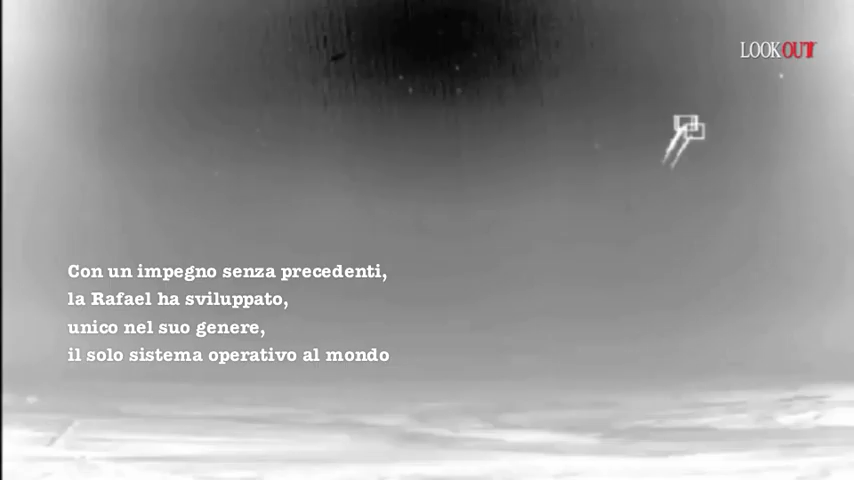 LOOKOUT
Con un impegno senza precedenti,
la Rafael ha sviluppato,
unico nel suo genere,
il solo sistema operativo al mondo